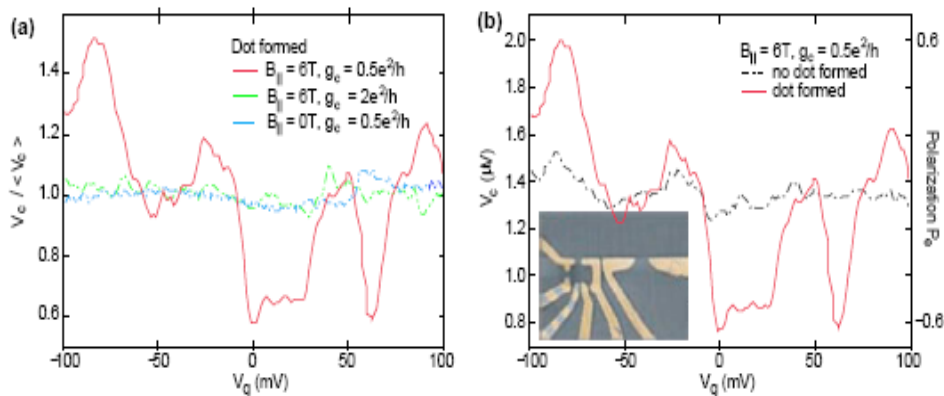 (a)
Dot formed
B|| = 6T, gc = 0.5e²/h
B|| = 6T, gc = 2e²/h
B|| = 0T, gc = 0.5e²/h
Vc / < Vc >
1.4
1.2
1.0
0.8
0.6
−100
−50
0
50
100
Vg (mV)
(b)
B|| = 6T, gc = 0.5e²/h
no dot formed
dot formed
Vc (μV)
2.0
1.8
1.6
1.4
1.2
1.0
0.8
0.6
−0.6
Polarization Pe
−100
−50
0
50
100
Vg (mV)